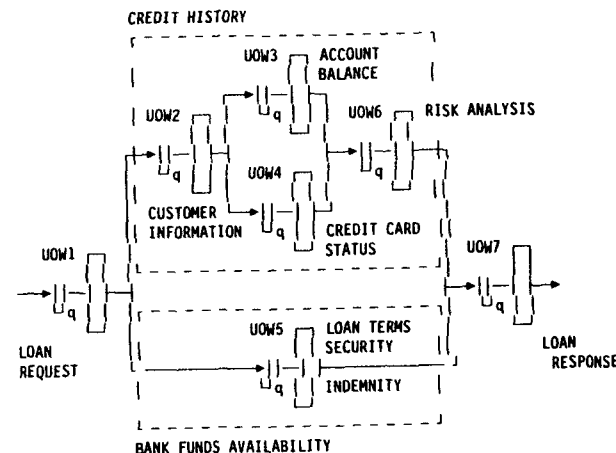 CREDIT HISTORY
UOW3
ACCOUNT
BALANCE
q
UOW2
q
UOW6
RISK ANALYSIS
q
UOW4
q
CUSTOMER
INFORMATION
CREDIT CARD
STATUS
UOW1
q
UOW7
q
LOAN
REQUEST
UOW5
q
LOAN TERMS
SECURITY
INDEMNITY
LOAN
RESPONSE
BANK FUNDS AVAILABILITY